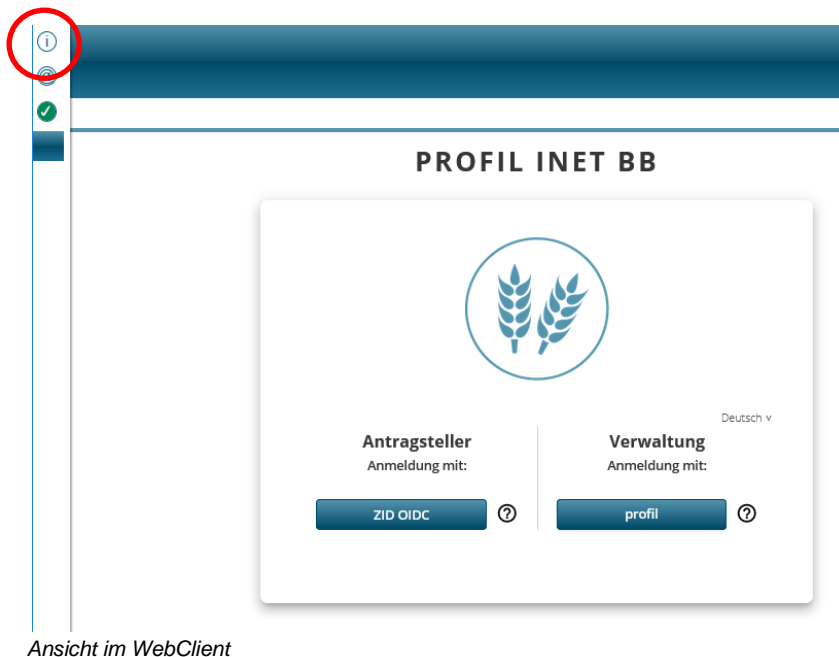 PROFIL INET BB
Deutsch v
Antragsteller
Anmeldung mit:
ZID OIDC
Verwaltung
Anmeldung mit:
profil
Ansicht im WebClient